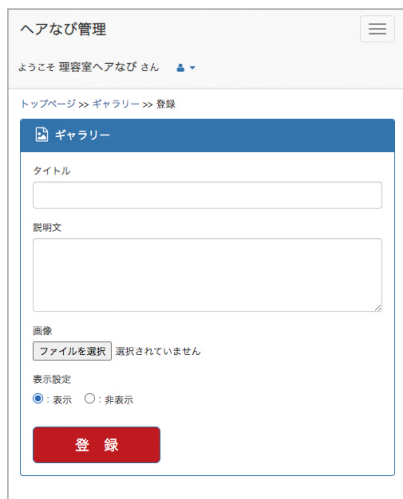 ヘアなび管理
ようこそ 理容室ヘアなび さん
トップページ >> ギャラリー >> 登録
ギャラリー
タイトル
説明文
画像
ファイルを選択 選択されていません
表示設定
: 表示 : 非表示
登 録